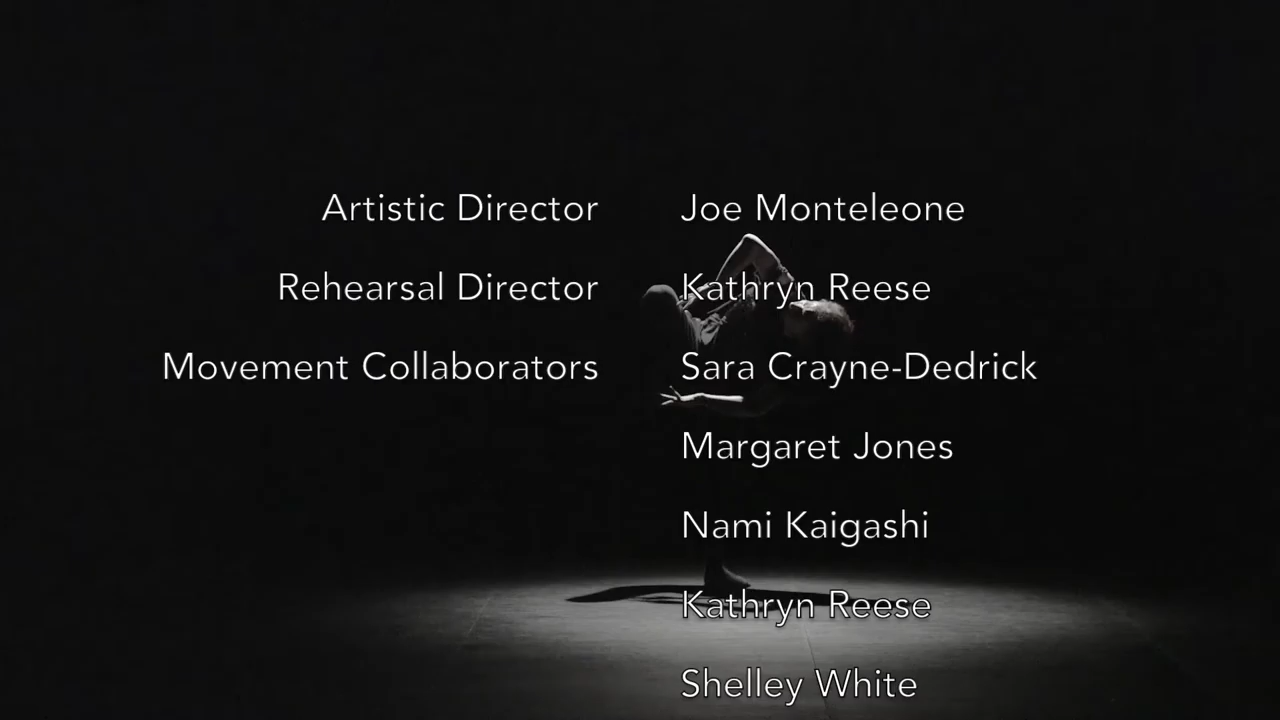 Artistic Director Joe Monteleone
Rehearsal Director Kathryn Reese
Movement Collaborators Sara Crayne-Dedrick
Margaret Jones
Nami Kaigashi
Kathryn Reese
Shelley White